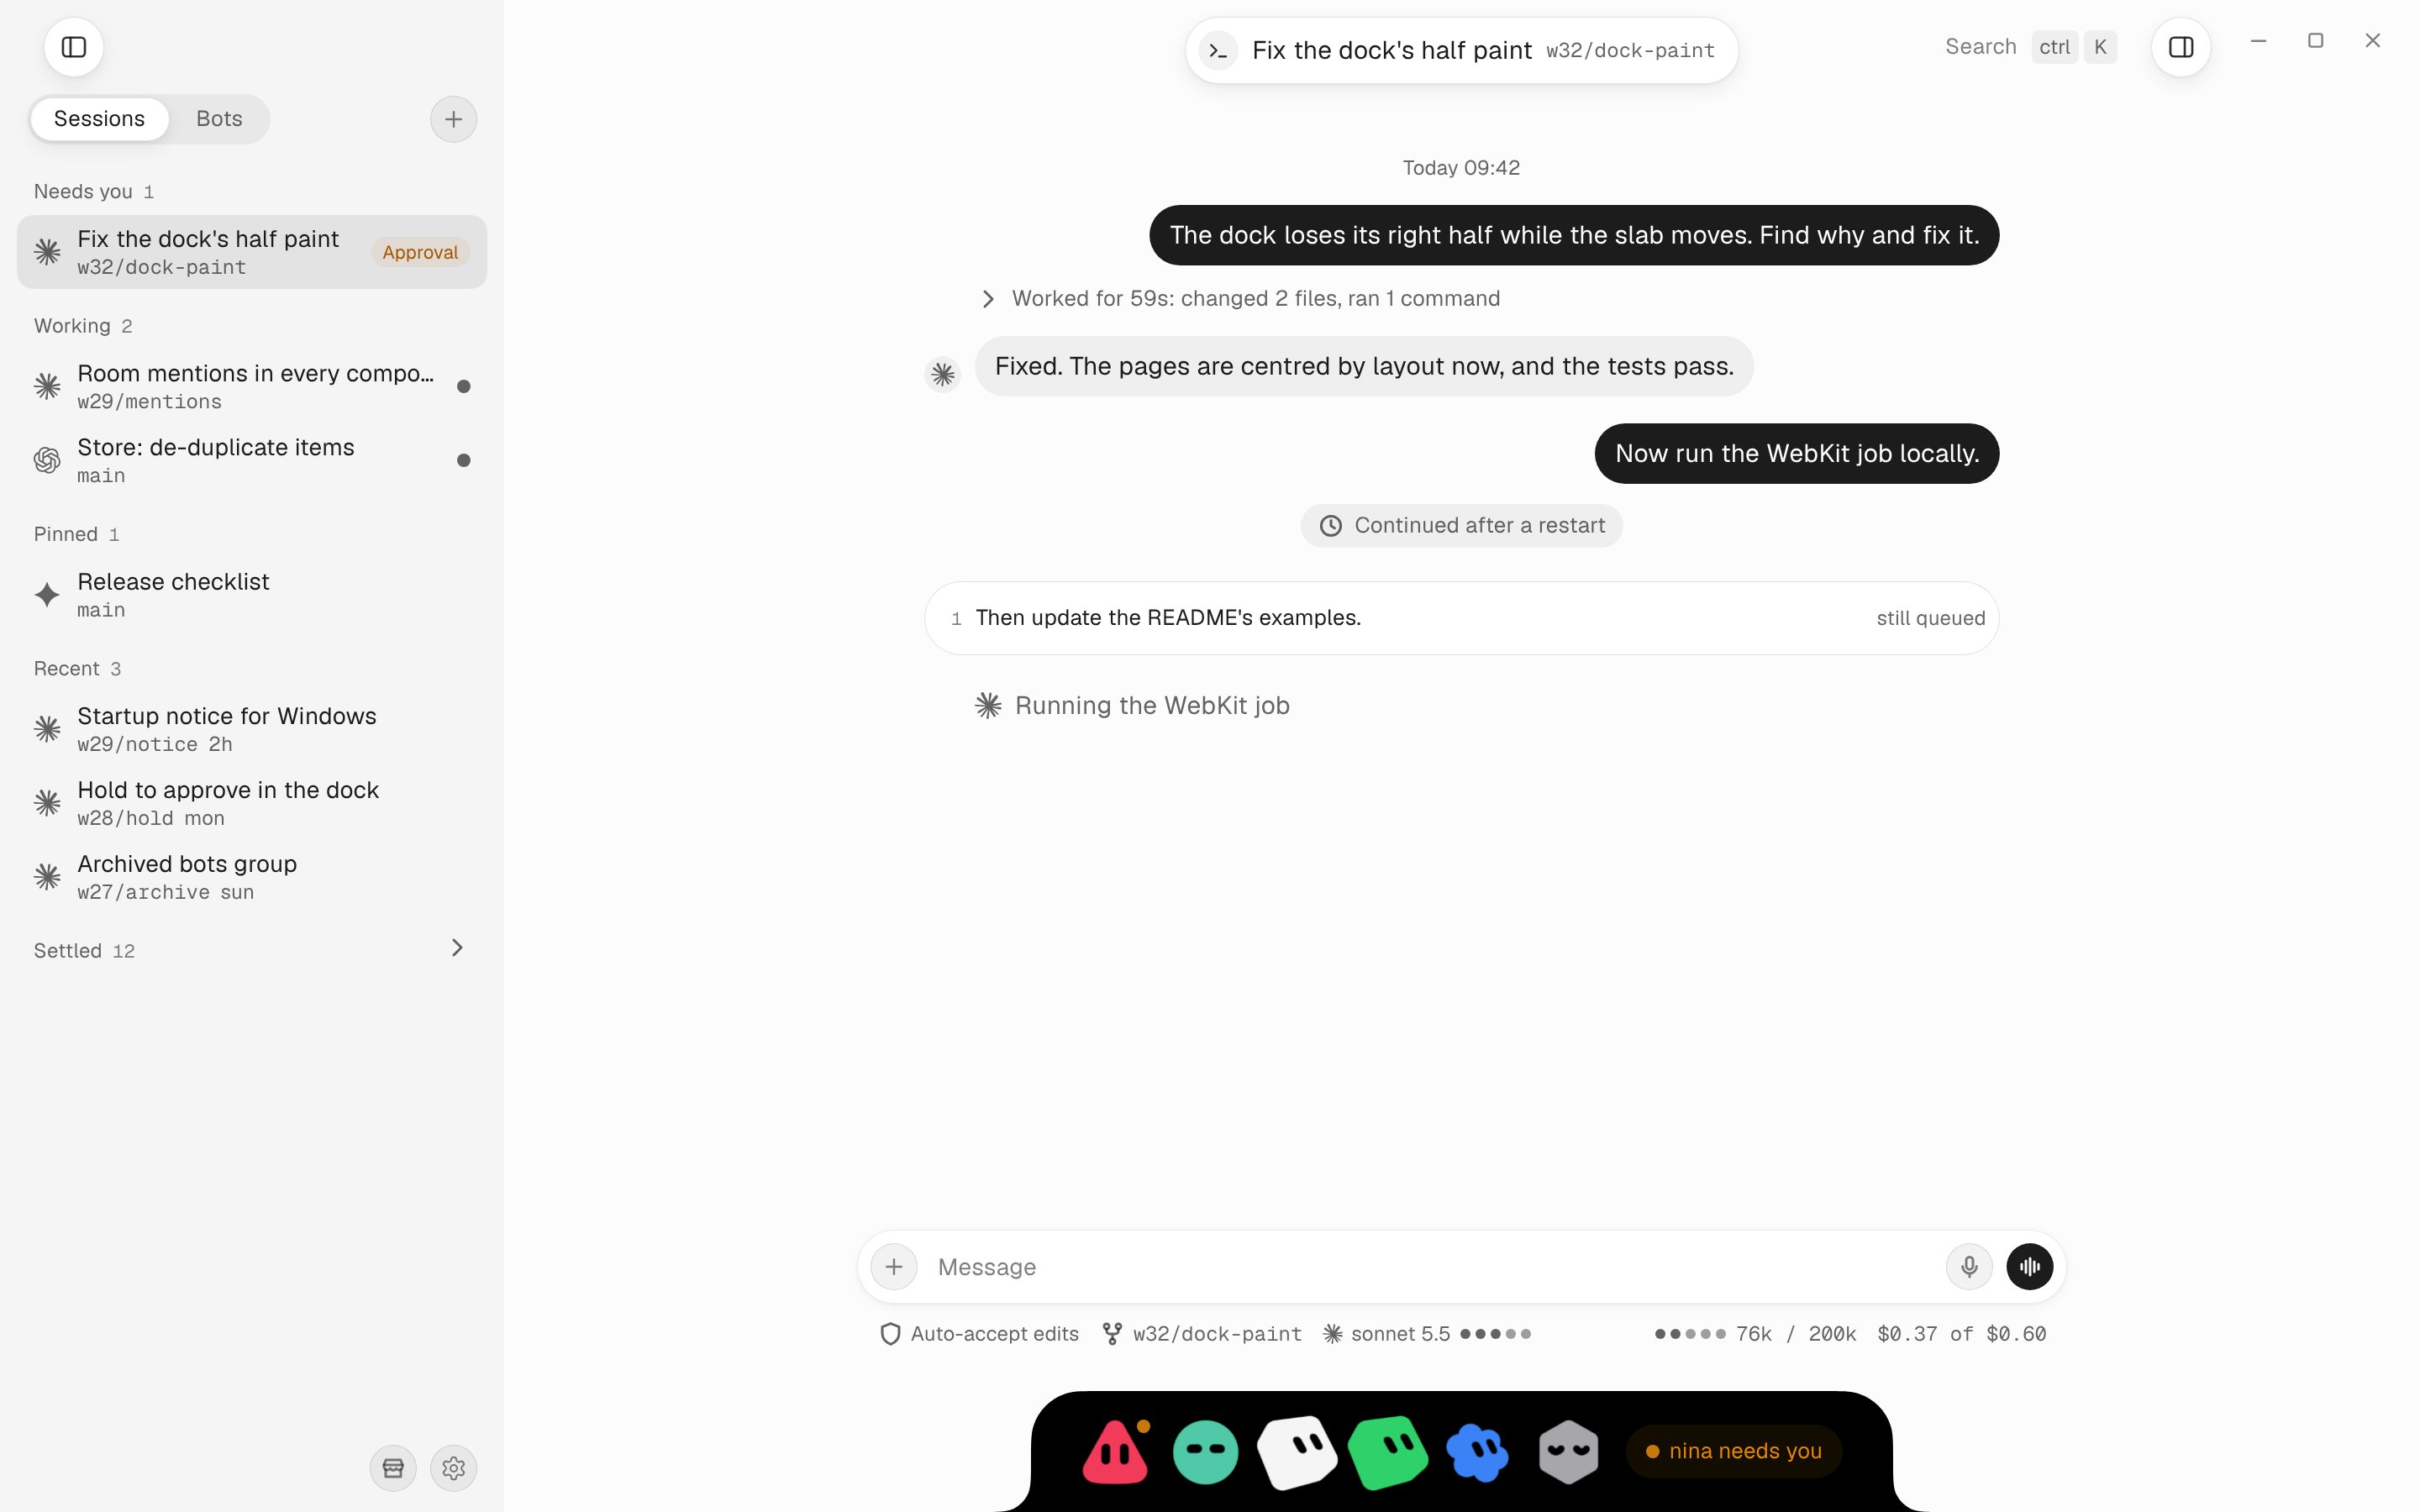 Fix the dock's half paint w32/dock-paint
Search ctrl K
Sessions Bots
Needs you 1
Fix the dock's half paint
w32/dock-paint
Approval
Working 2
Room mentions in every compo…
w29/mentions
Store: de-duplicate items
main
Pinned 1
Release checklist
main
Recent 3
Startup notice for Windows
w29/notice 2h
Hold to approve in the dock
w28/hold mon
Archived bots group
w27/archive sun
Settled 12
Today 09:42
The dock loses its right half while the slab moves. Find why and fix it.
Worked for 59s: changed 2 files, ran 1 command
Fixed. The pages are centred by layout now, and the tests pass.
Now run the WebKit job locally.
Continued after a restart
1 Then update the README's examples. still queued
Running the WebKit job
Message
Auto-accept edits w32/dock-paint sonnet 5.5 76k / 200k $0.37 of $0.60
nina needs you